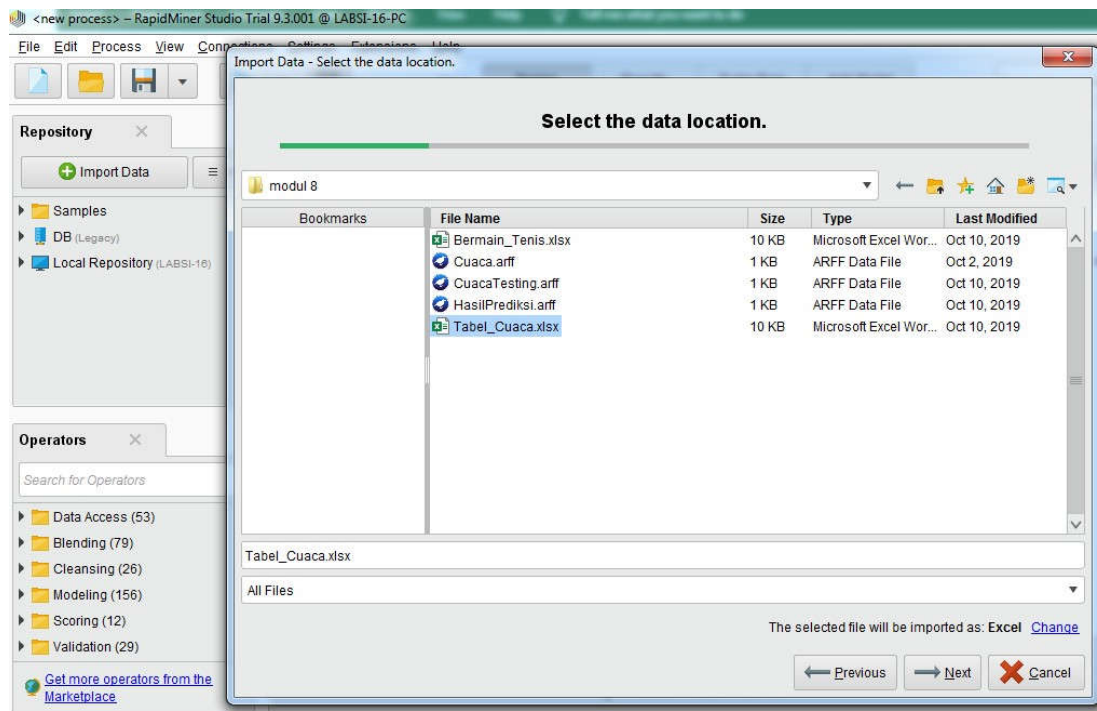 <new process> – RapidMiner Studio Trial 9.3.001 @ LABSI-16-PC
File Edit Process View Connections Settings Extensions Help
Import Data - Select the data location.
Select the data location.
Repository
Import Data
Samples
DB (Legacy)
Local Repository (LABSI-16)
modul 8
Bookmarks File Name Size Type Last Modified
Bermain_Tenis.xlsx 10 KB Microsoft Excel Wor... Oct 10, 2019
Cuaca.arff 1 KB ARFF Data File Oct 2, 2019
CuacaTesting.arff 1 KB ARFF Data File Oct 10, 2019
HasilPrediksi.arff 1 KB ARFF Data File Oct 10, 2019
Tabel_Cuaca.xlsx 10 KB Microsoft Excel Wor... Oct 10, 2019
Operators
Search for Operators
Data Access (53)
Blending (79)
Cleansing (26)
Modeling (156)
Scoring (12)
Validation (29)
Get more operators from the
Marketplace
Tabel_Cuaca.xlsx
All Files
The selected file will be imported as: Excel Change
Previous Next Cancel